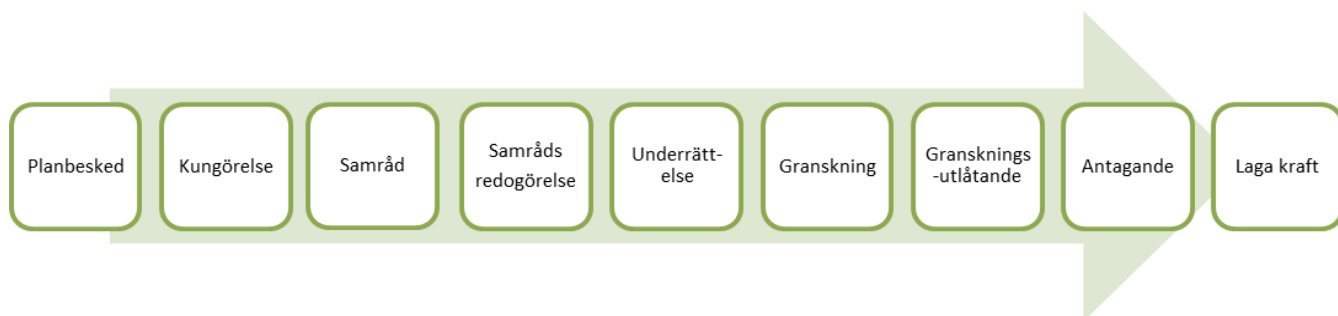 Planbesked
Kungörelse
Samråd
Samråds
redogörelse
Underrätt-
else
Granskning
Gransknings
-utlåtande
Antagande
Laga kraft